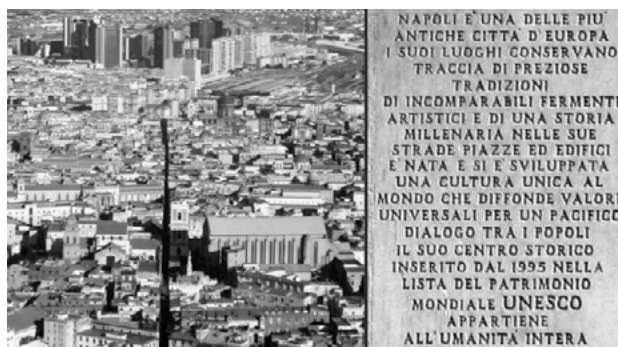 NAPOLI E' UNA DELLE PIU'
ANTICHE CITTA' D'EUROPA
I SUOI LUOGHI CONSERVANO
TRACCIA DI PREZIOSE
TRADIZIONI
DI INCOMPARABILI FERMENTI
ARTISTICI E DI UNA STORIA
MILLENARIA NELLE SUE
STRADE PIAZZE ED EDIFICI
E' NATA E SI E' SVILUPPATA
UNA CULTURA UNICA AL
MONDO CHE DIFFONDE VALORI
UNIVERSALI PER UN PACIFICO
DIALOGO TRA I POPOLI
IL SUO CENTRO STORICO
INSERITO DAL 1995 NELLA
LISTA DEL PATRIMONIO
MONDIALE UNESCO
APPARTIENE
ALL'UMANITA' INTERA